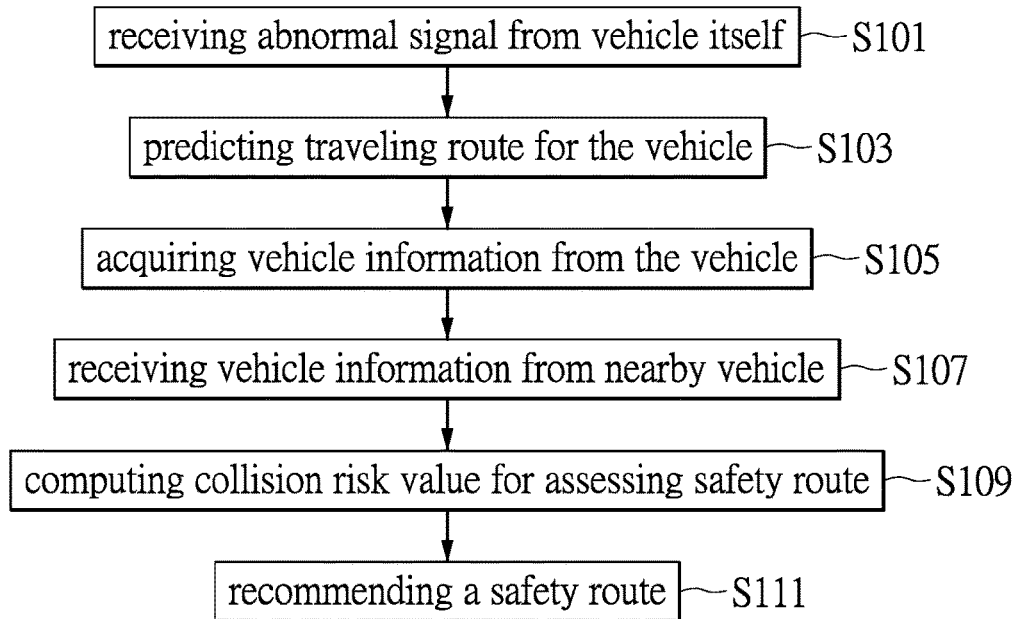 receiving abnormal signal from vehicle itself S101
predicting traveling route for the vehicle S103
acquiring vehicle information from the vehicle S105
receiving vehicle information from nearby vehicle S107
computing collision risk value for assessing safety route S109
recommending a safety route S111